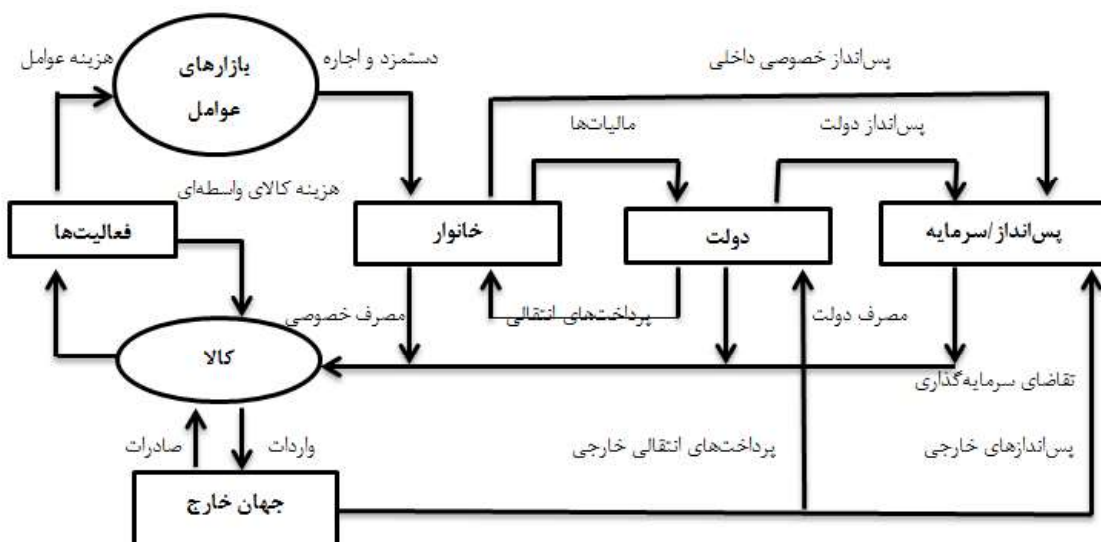 پس‌انداز خصوصی داخلی
دستمزد و اجاره
بازارهای
عوامل
هزینه عوامل
پس‌انداز دولت
مالیات‌ها
هزینه کالای واسطه‌ای
پس‌انداز/سرمایه
دولت
خانوار
فعالیت‌ها
مصرف دولت
پرداخت‌های انتقالی
مصرف خصوصی
کالا
تقاضای سرمایه‌گذاری
پس‌اندازهای خارجی
پرداخت‌های انتقالی خارجی
واردات
صادرات
جهان خارج